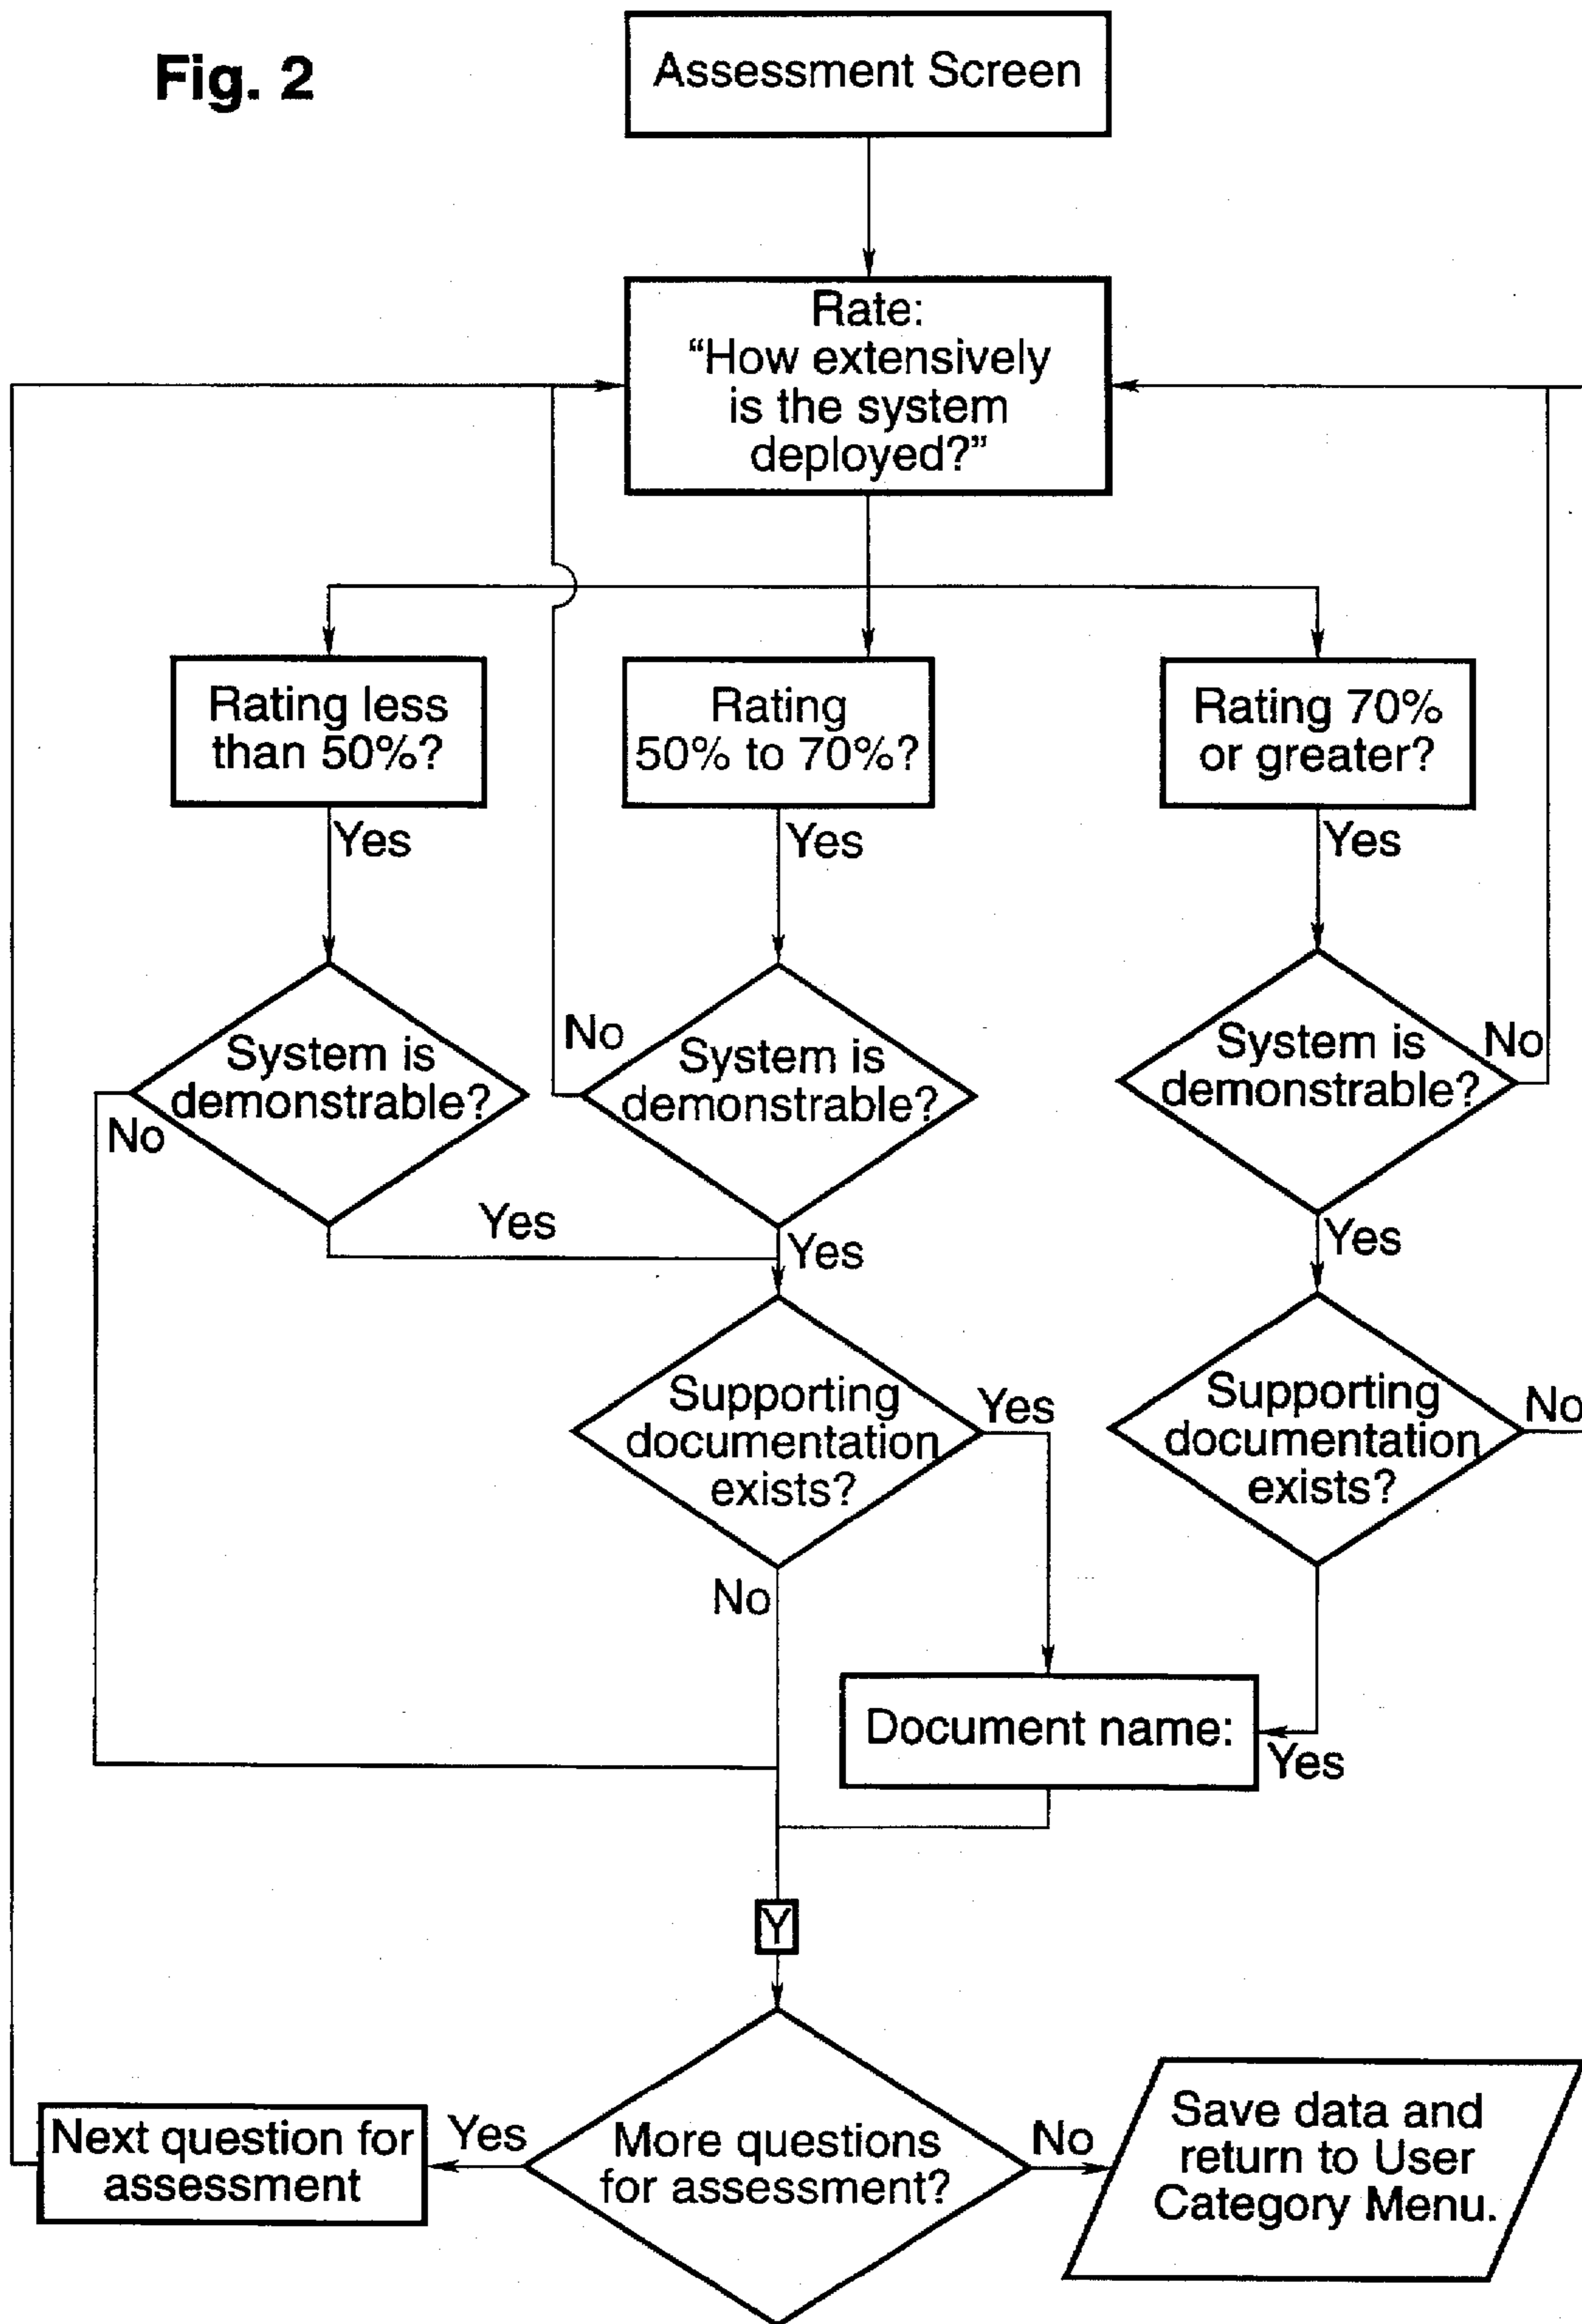 Fig. 2
Assessment Screen
Rate:
“How extensively
is the system
deployed?”
Rating less
than 50%?
Rating
50% to 70%?
Rating 70%
or greater?
Yes
Yes
Yes
System is
demonstrable?
No
No
System is
demonstrable?
System is
demonstrable?
No
Yes
Yes
Yes
Supporting
documentation
exists?
Yes
No
Supporting
documentation
exists?
No
Document name:
Yes
Y
Next question for
assessment
Yes
More questions
for assessment?
No
Save data and
return to User
Category Menu.